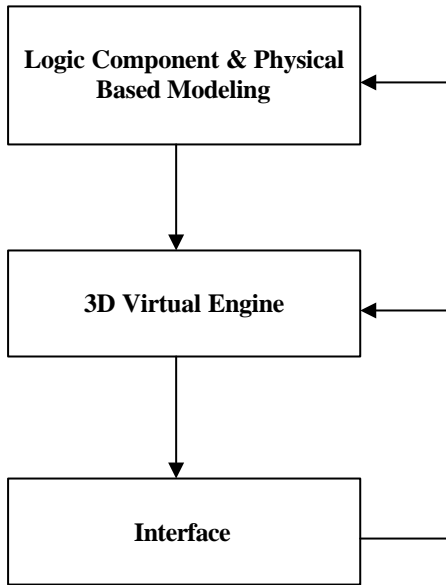 Logic Component & Physical
Based Modeling
3D Virtual Engine
Interface